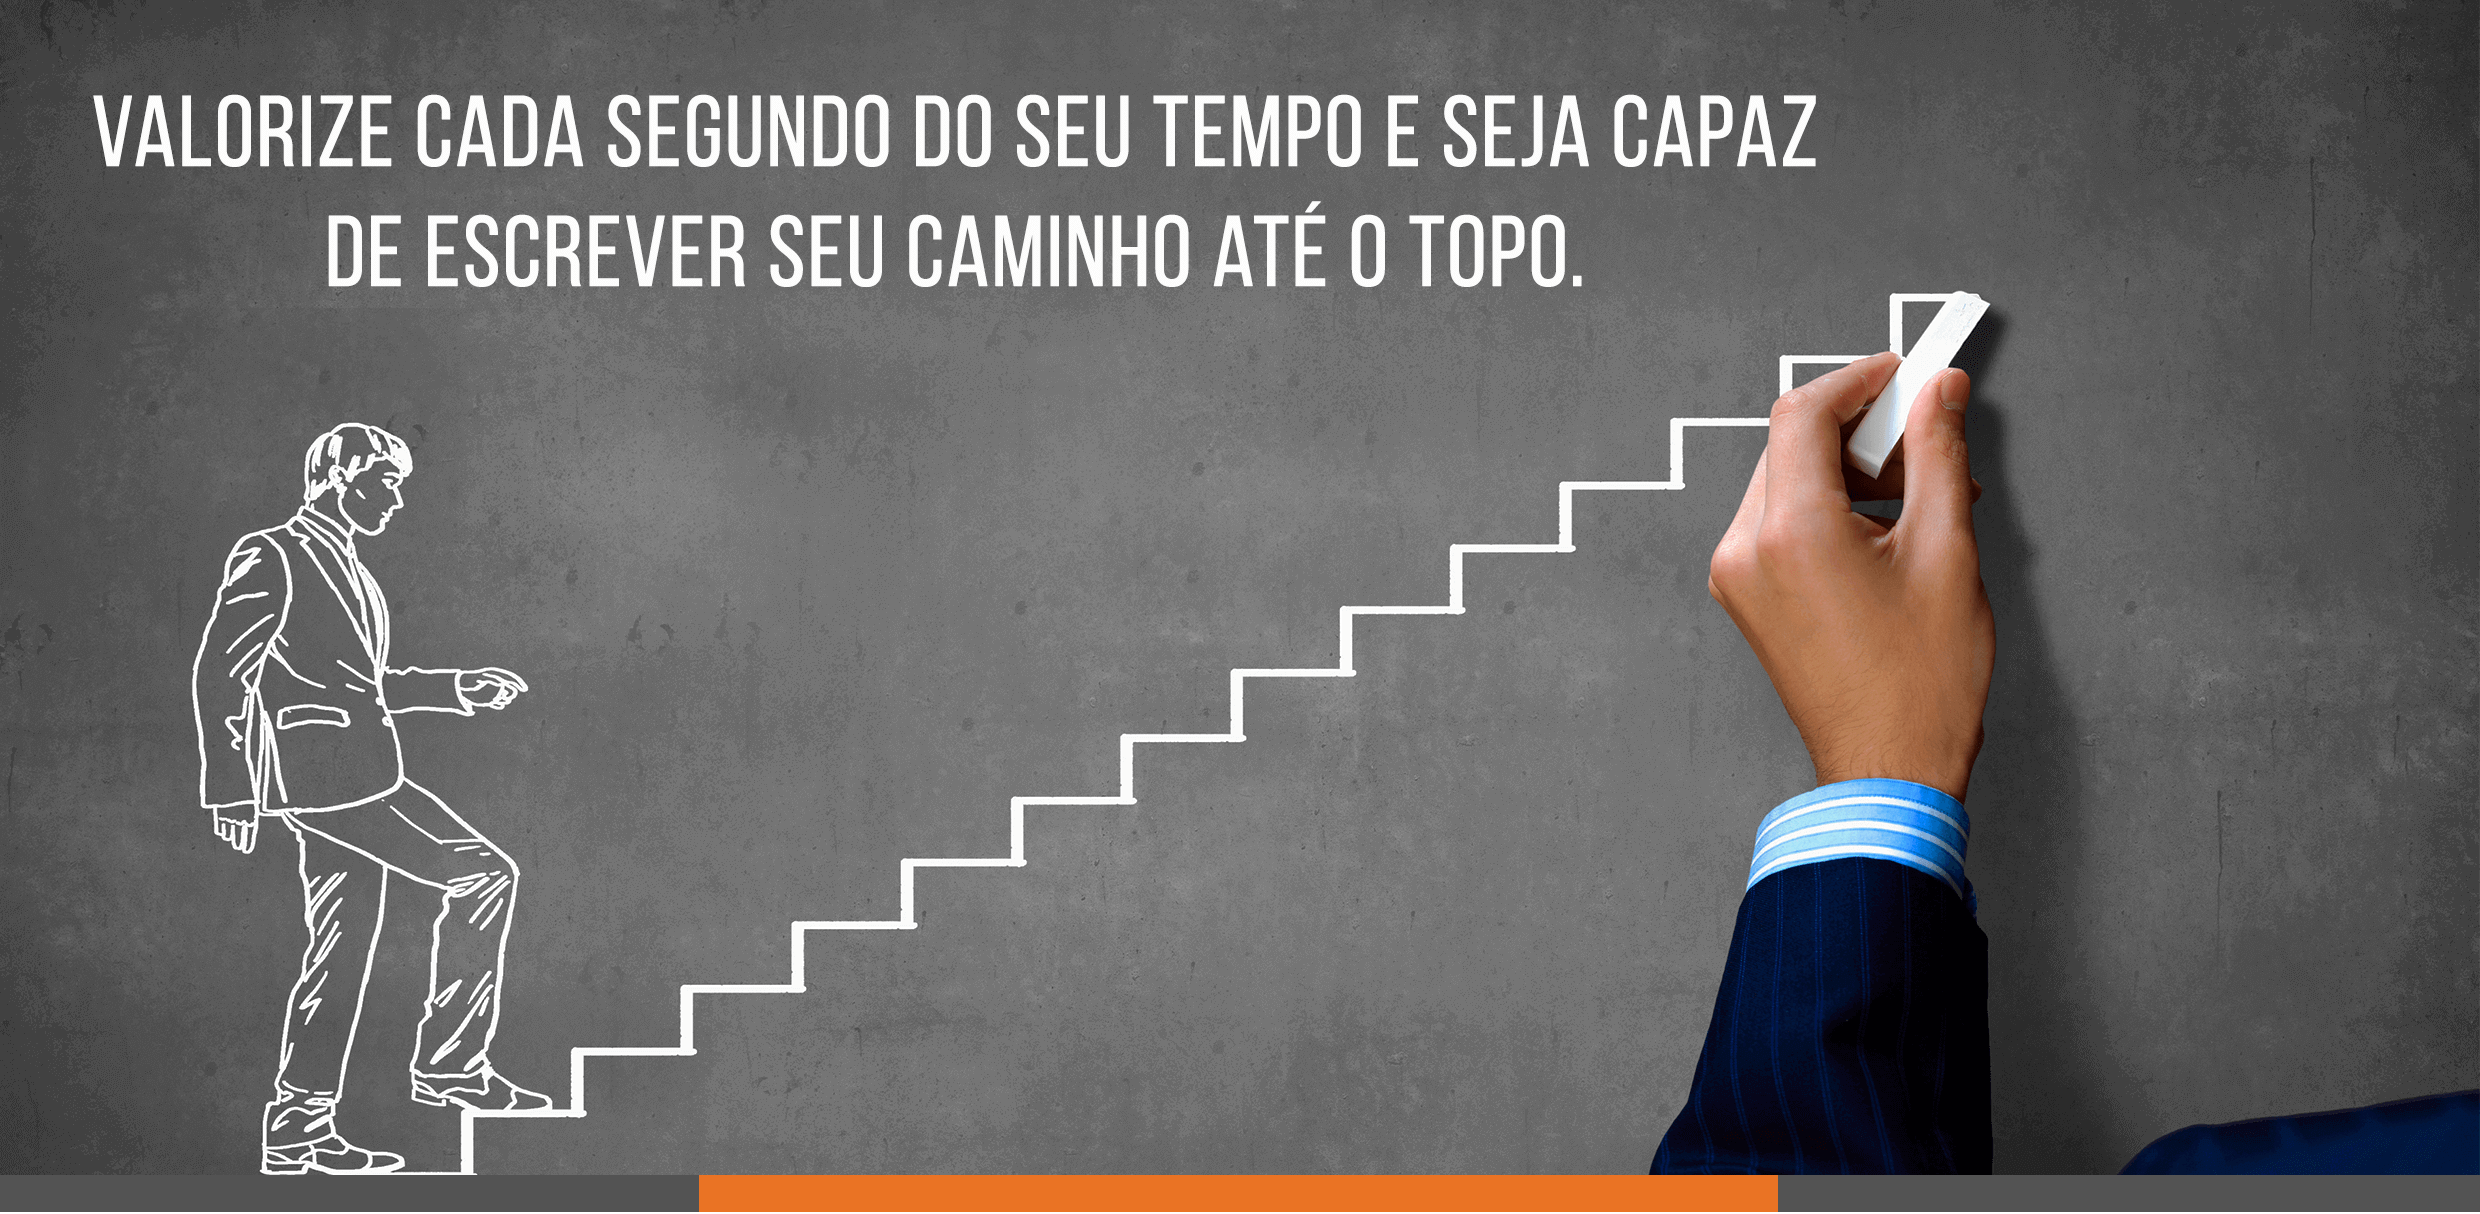 VALORIZE CADA SEGUNDO DO SEU TEMPO E SEJA CAPAZ
DE ESCREVER SEU CAMINHO ATÉ O TOPO.